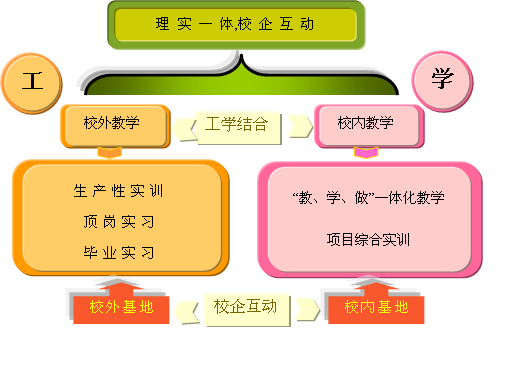 理 实 一 体,校 企 互 动
工
学
校外教学
工学结合
校内教学
生 产 性 实 训
顶 岗 实 习
毕 业 实 习
“教、学、做”一体化教学
项目综合实训
校外基地
校企互动
校内基地